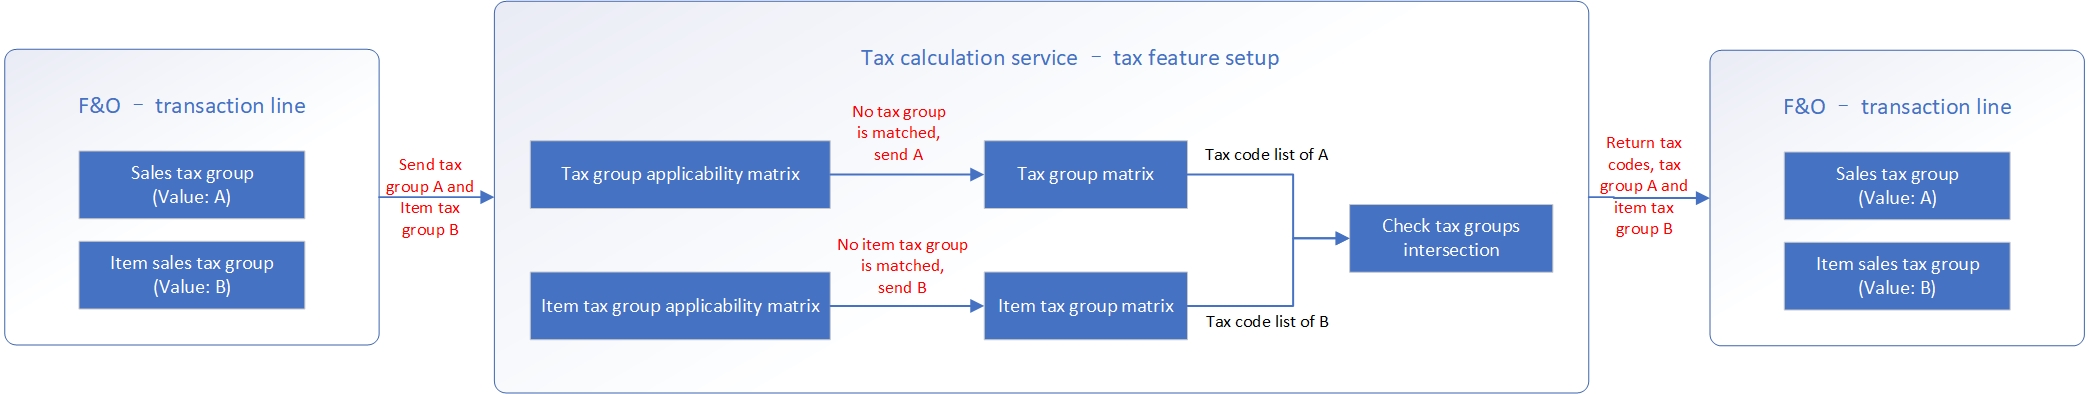 F&O – transaction line
Sales tax group
(Value: A)
Item sales tax group
(Value: B)
Send tax
group A and
Item tax
group B
Tax calculation service – tax feature setup
Tax group applicability matrix
No tax group
is matched,
send A
Tax group matrix
Tax code list of A
Item tax group applicability matrix
No item tax group
is matched,
send B
Item tax group matrix
Tax code list of B
Check tax groups
intersection
Return tax
codes, tax
group A and
item tax
group B
F&O – transaction line
Sales tax group
(Value: A)
Item sales tax group
(Value: B)